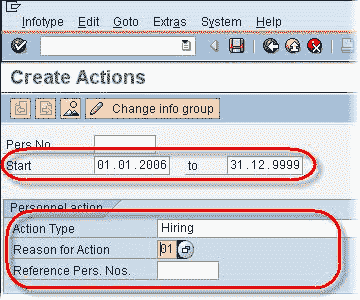 Infotype Edit Goto Extras System Help
Create Actions
Change info group
Pers.No.
Start 01.01.2006 to 31.12.9999
Personnel action
Action Type Hiring
Reason for Action 01
Reference Pers. Nos.